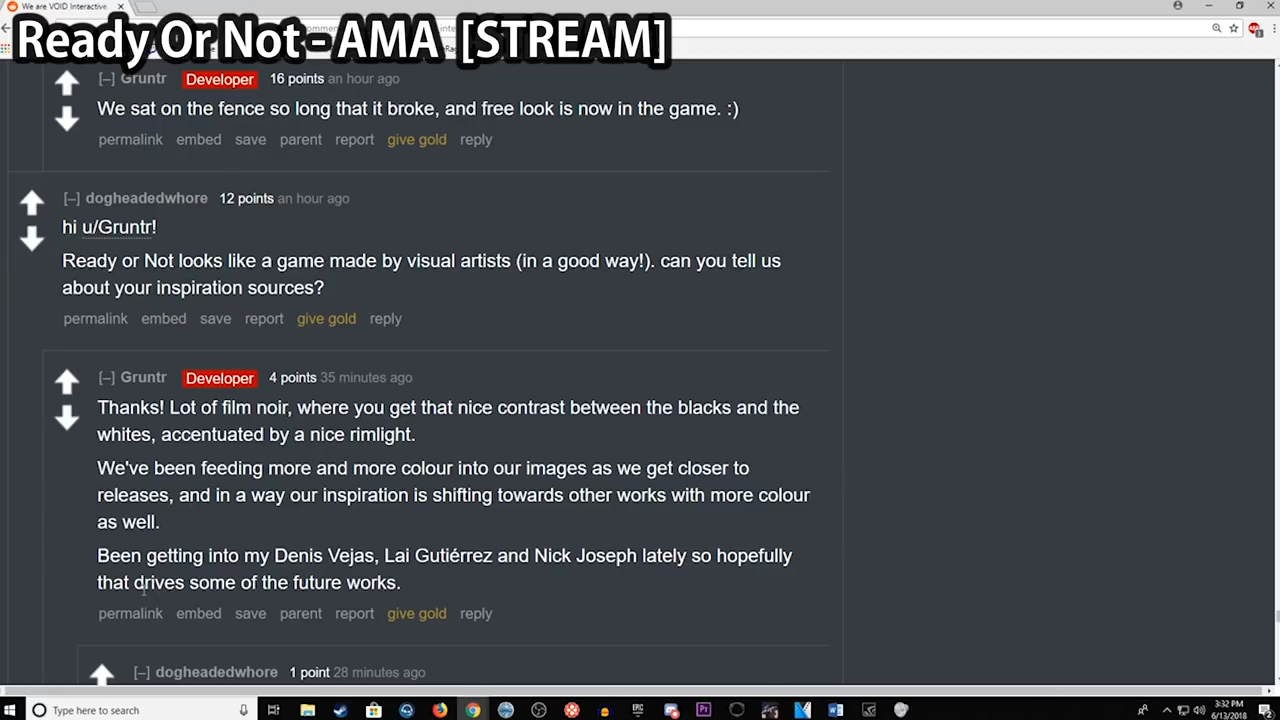 We are VOID Interactive
Ready Or Not - AMA [STREAM]
[–] Gruntr Developer 16 points an hour ago
We sat on the fence so long that it broke, and free look is now in the game. :)
permalink embed save parent report give gold reply
[–] dogheadedwhore 12 points an hour ago
hi u/Gruntr!
Ready or Not looks like a game made by visual artists (in a good way!). can you tell us
about your inspiration sources?
permalink embed save report give gold reply
[–] Gruntr Developer 4 points 35 minutes ago
Thanks! Lot of film noir, where you get that nice contrast between the blacks and the
whites, accentuated by a nice rimlight.
We've been feeding more and more colour into our images as we get closer to
releases, and in a way our inspiration is shifting towards other works with more colour
as well.
Been getting into my Denis Vejas, Lai Gutiérrez and Nick Joseph lately so hopefully
that drives some of the future works.
permalink embed save parent report give gold reply
[–] dogheadedwhore 1 point 28 minutes ago
Type here to search
3:32 PM
6/13/2018